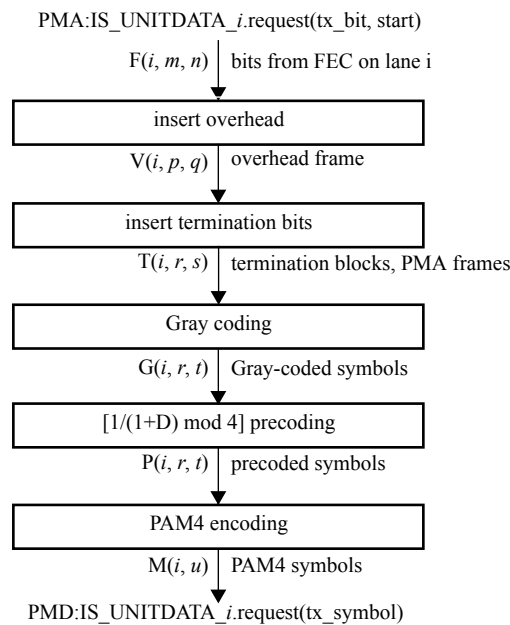 PMA:IS_UNITDATA_i.request(tx_bit, start)
F(i, m, n) bits from FEC on lane i
insert overhead
V(i, p, q) overhead frame
insert termination bits
T(i, r, s) termination blocks, PMA frames
Gray coding
G(i, r, t) Gray-coded symbols
[1/(1+D) mod 4] precoding
P(i, r, t) precoded symbols
PAM4 encoding
M(i, u) PAM4 symbols
PMD:IS_UNITDATA_i.request(tx_symbol)